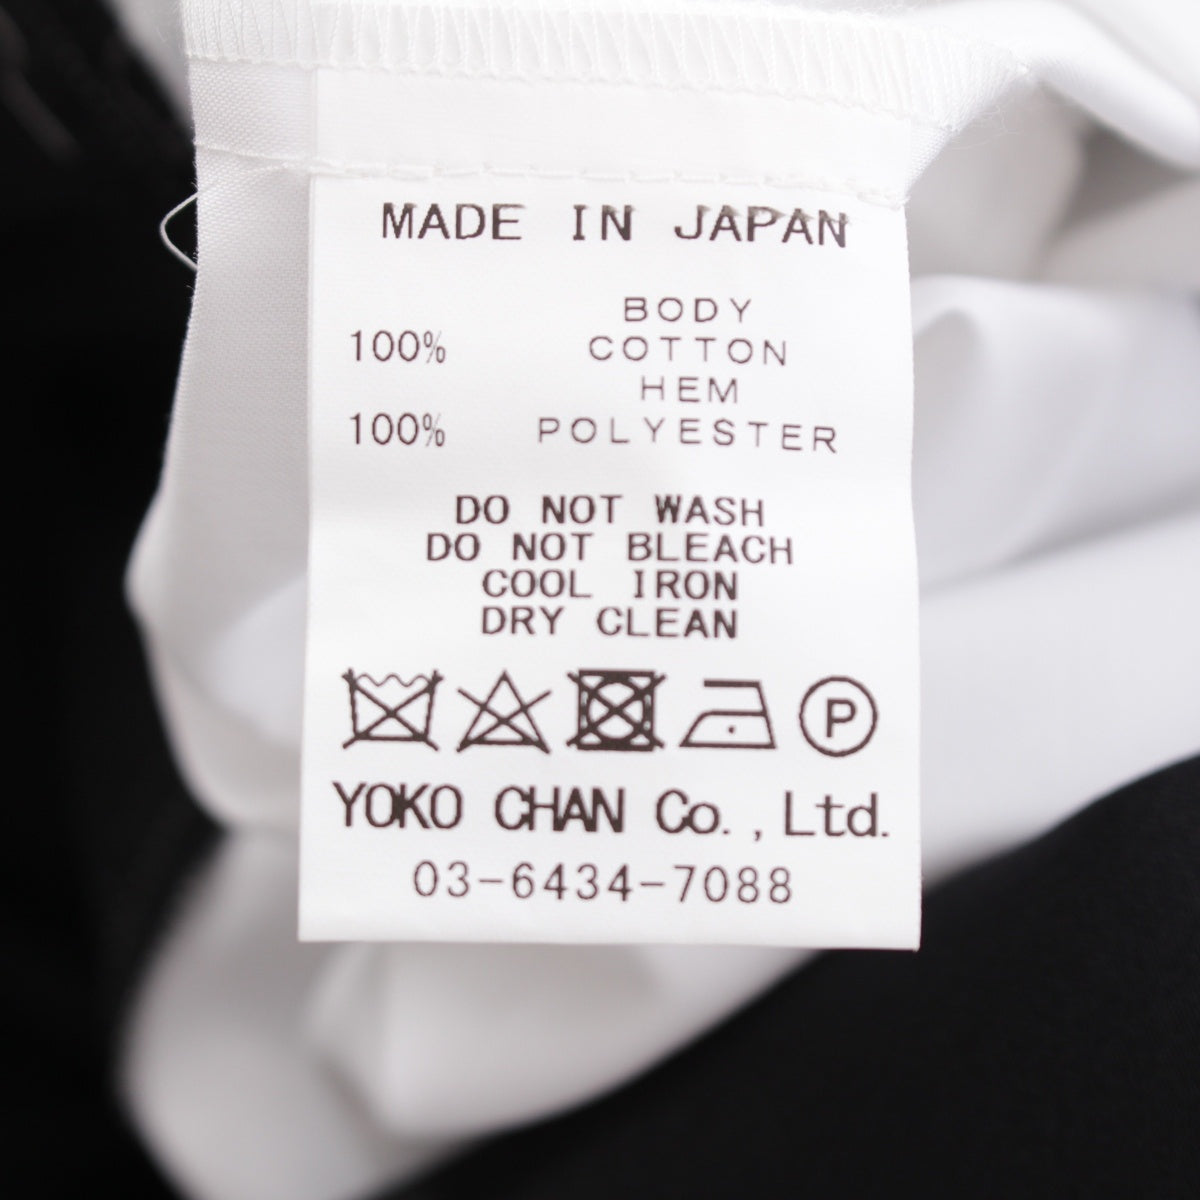 MADE IN JAPAN
BODY
100% COTTON
HEM
100% POLYESTER
DO NOT WASH
DO NOT BLEACH
COOL IRON
DRY CLEAN
P
YOKO CHAN Co., Ltd.
03-6434-7088